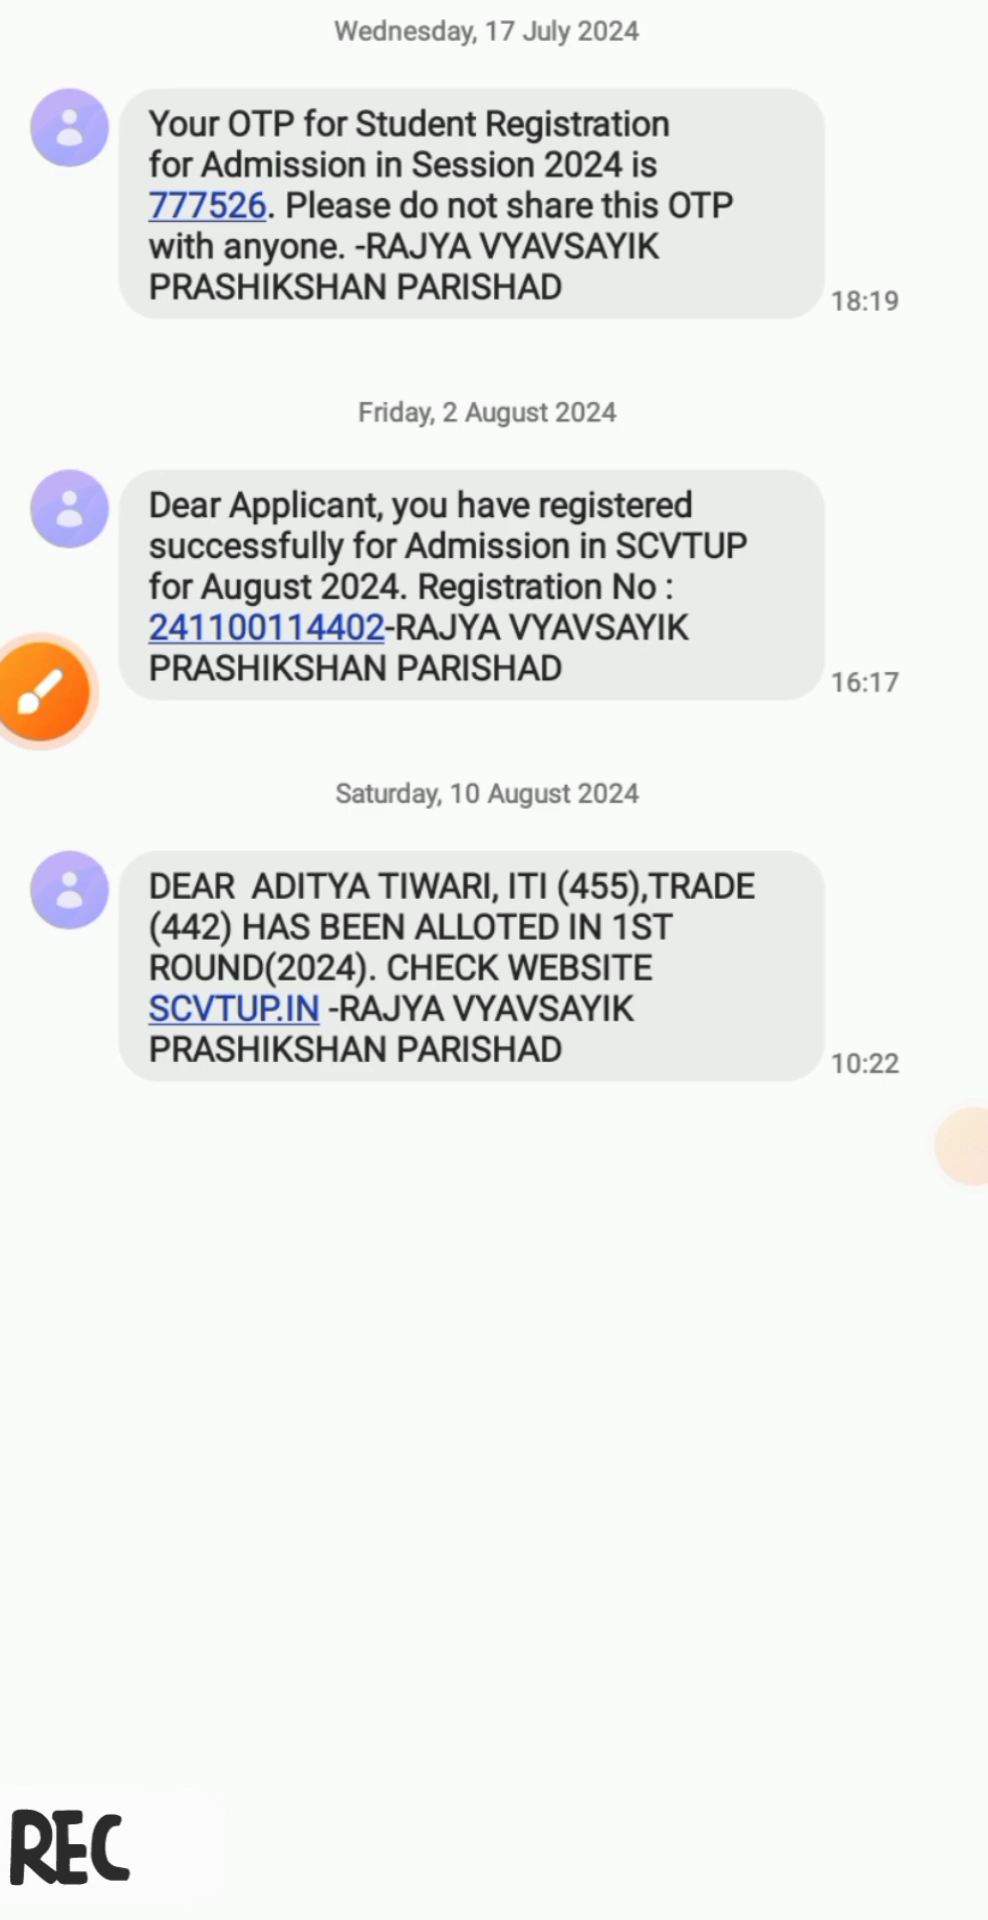 Wednesday, 17 July 2024
Your OTP for Student Registration
for Admission in Session 2024 is
777526. Please do not share this OTP
with anyone. -RAJYA VYAVSAYIK
PRASHIKSHAN PARISHAD
18:19
Friday, 2 August 2024
Dear Applicant, you have registered
successfully for Admission in SCVTUP
for August 2024. Registration No :
241100114402-RAJYA VYAVSAYIK
PRASHIKSHAN PARISHAD
16:17
Saturday, 10 August 2024
DEAR  ADITYA TIWARI, ITI (455),TRADE
(442) HAS BEEN ALLOTED IN 1ST
ROUND(2024). CHECK WEBSITE
SCVTUP.IN -RAJYA VYAVSAYIK
PRASHIKSHAN PARISHAD
10:22
REC